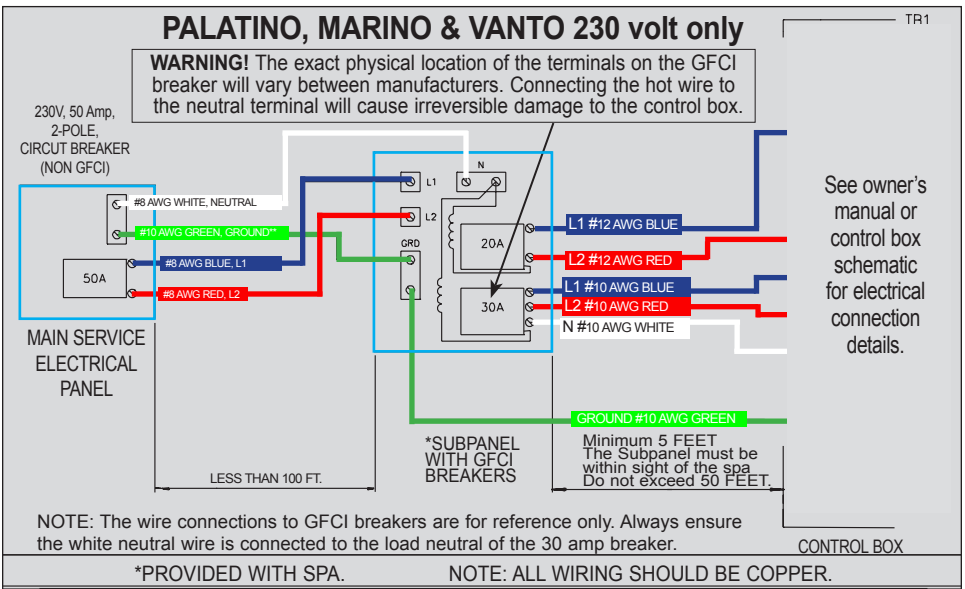 PALATINO, MARINO & VANTO 230 volt only
TB1
WARNING! The exact physical location of the terminals on the GFCI
breaker will vary between manufacturers. Connecting the hot wire to
the neutral terminal will cause irreversible damage to the control box.
230V, 50 Amp,
2-POLE,
CIRCUT BREAKER
(NON GFCI)
#8 AWG WHITE, NEUTRAL
#10 AWG GREEN, GROUND**
#8 AWG BLUE, L1
50A
#8 AWG RED, L2
MAIN SERVICE
ELECTRICAL
PANEL
L1
N
L2
GRD
20A
30A
L1 #12 AWG BLUE
L2 #12 AWG RED
L1 #10 AWG BLUE
L2 #10 AWG RED
N #10 AWG WHITE
GROUND #10 AWG GREEN
See owner's
manual or
control box
schematic
for electrical
connection
details.
*SUBPANEL
WITH GFCI
BREAKERS
LESS THAN 100 FT.
Minimum 5 FEET
The Subpanel must be
within sight of the spa
Do not exceed 50 FEET.
NOTE: The wire connections to GFCI breakers are for reference only. Always ensure
the white neutral wire is connected to the load neutral of the 30 amp breaker.
CONTROL BOX
*PROVIDED WITH SPA.
NOTE: ALL WIRING SHOULD BE COPPER.